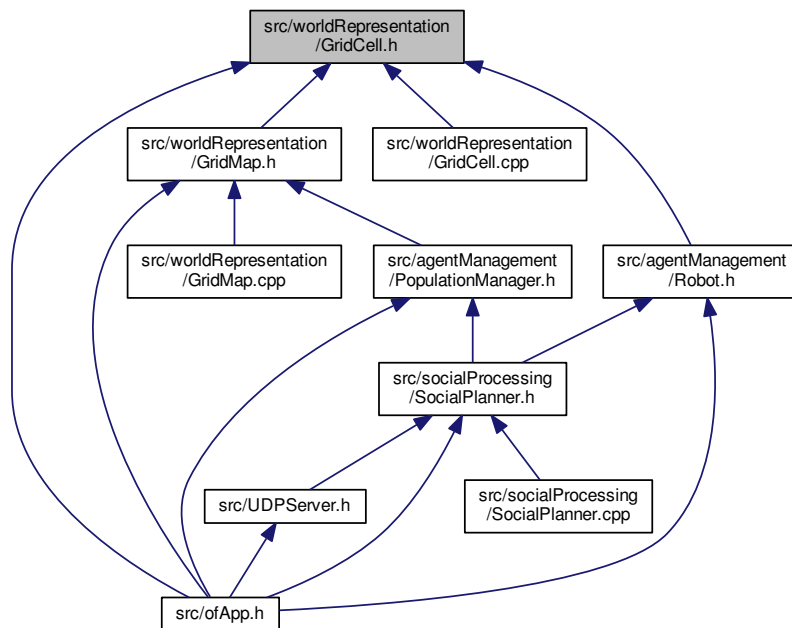 src/worldRepresentation
/GridCell.h
src/worldRepresentation
/GridMap.h
src/worldRepresentation
/GridCell.cpp
src/worldRepresentation
/GridMap.cpp
src/agentManagement
/PopulationManager.h
src/agentManagement
/Robot.h
src/socialProcessing
/SocialPlanner.h
src/UDPServer.h
src/socialProcessing
/SocialPlanner.cpp
src/ofApp.h